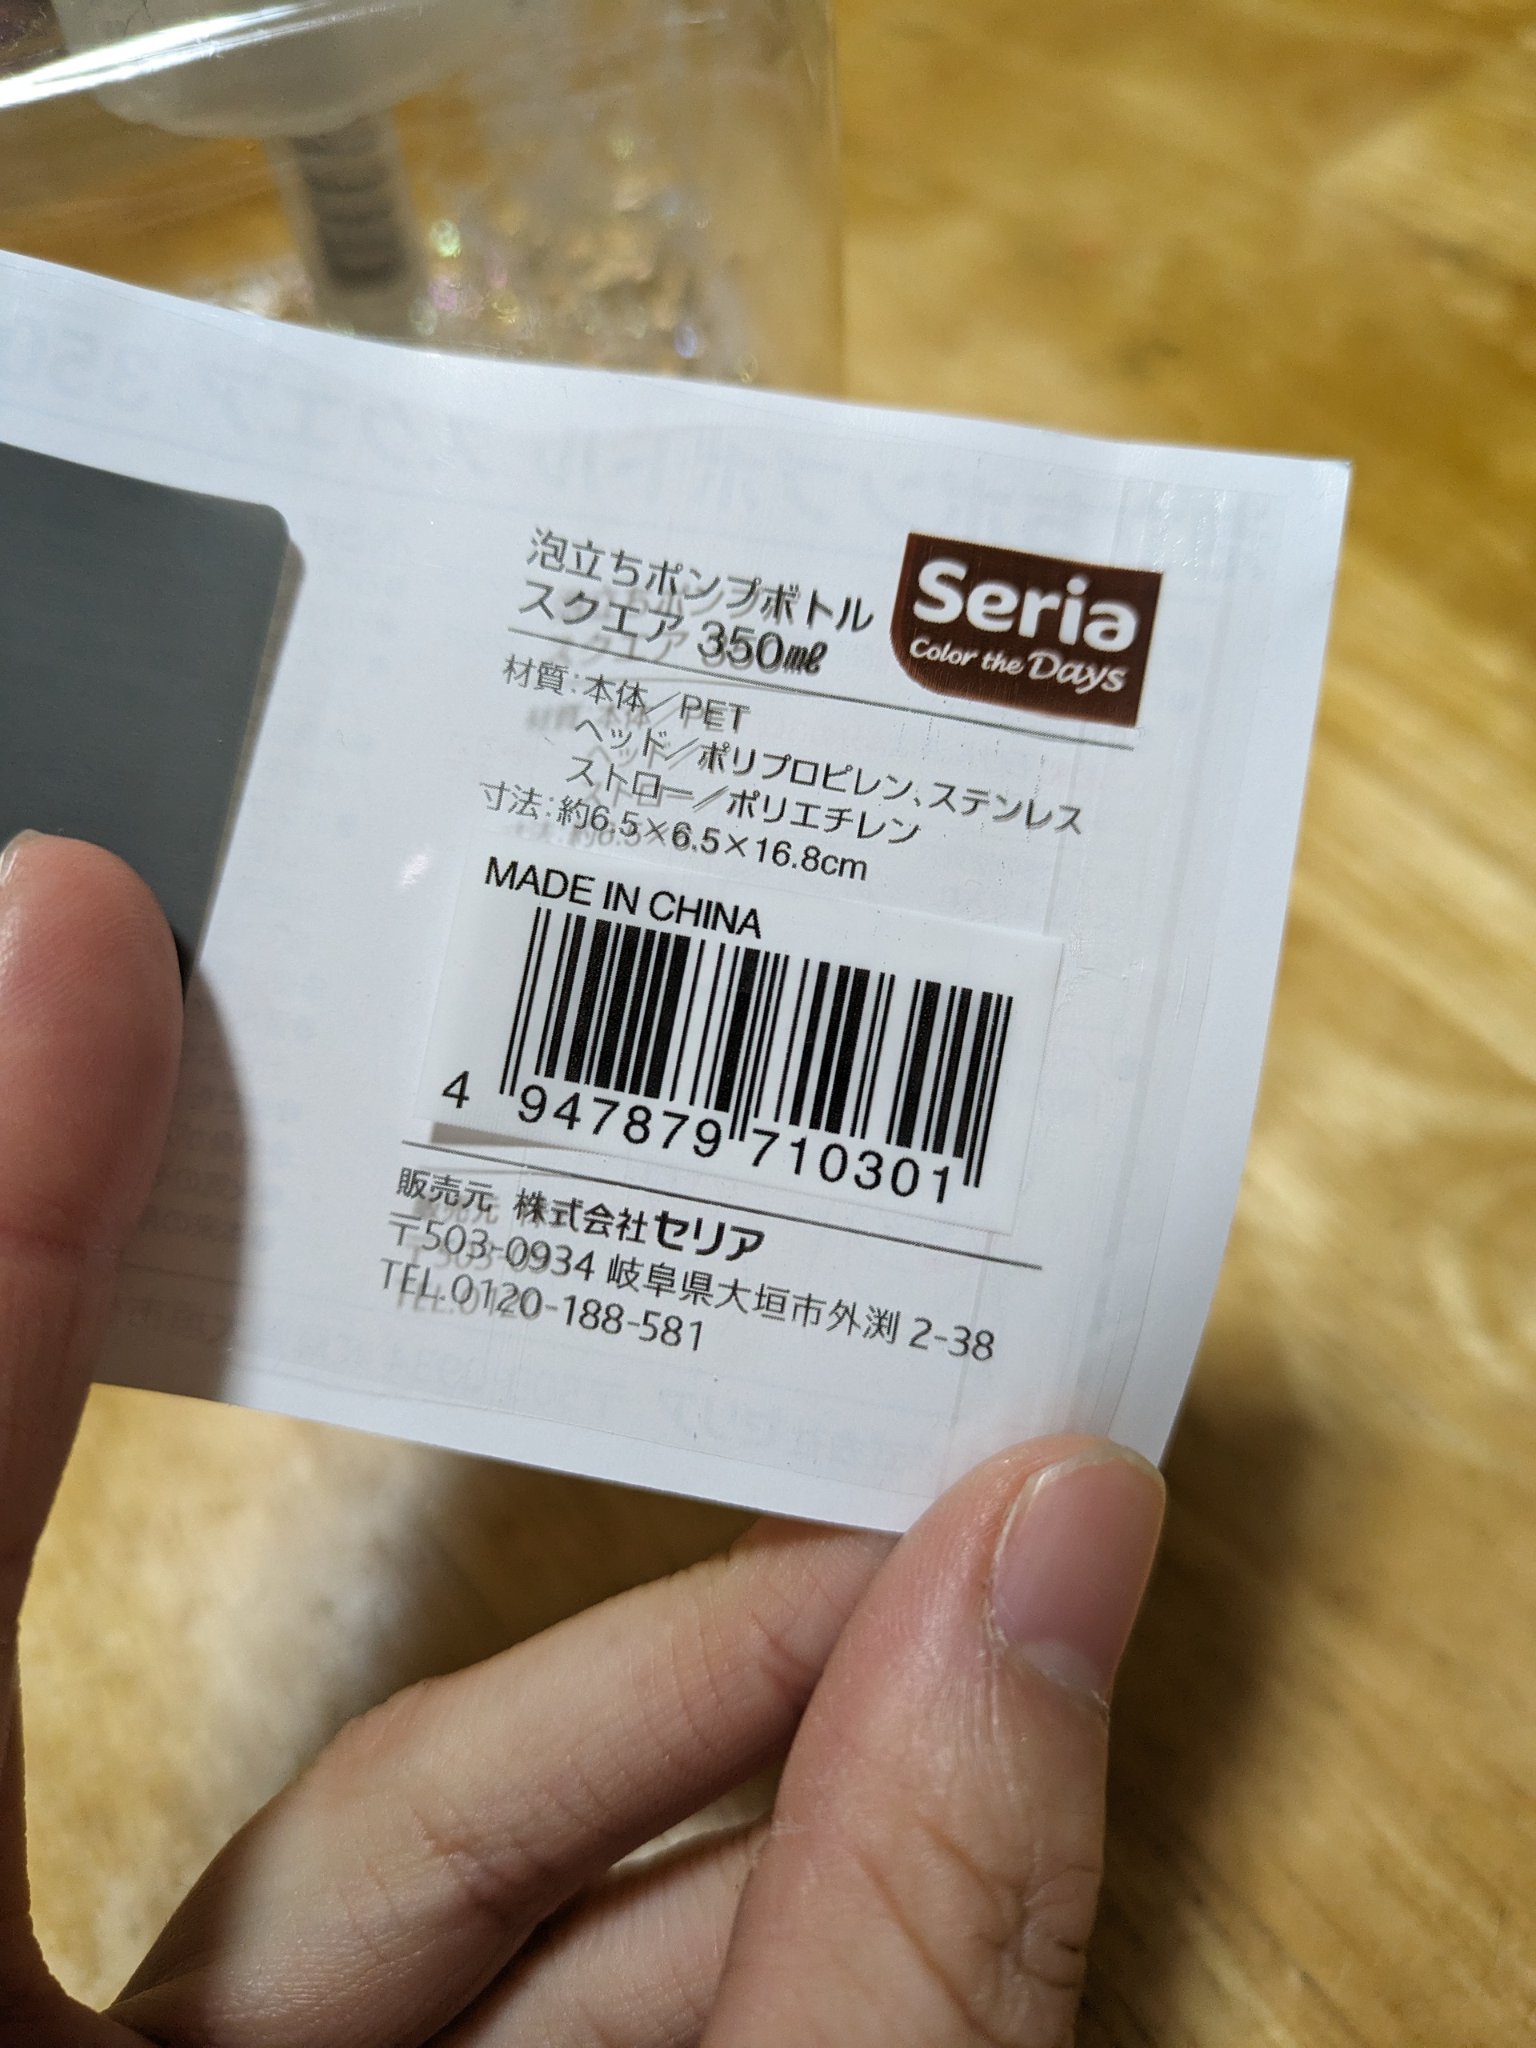 泡立ちポンプボトル
スクエア 350㎖
Seria
Color the Days
材質:本体／PET
ヘッド／ポリプロピレン、ステンレス
ストロー／ポリエチレン
寸法:約6.5×6.5×16.8cm
MADE IN CHINA
4 947879 710301
販売元 株式会社セリア
〒503-0934 岐阜県大垣市外渕 2-38
TEL.0120-188-581